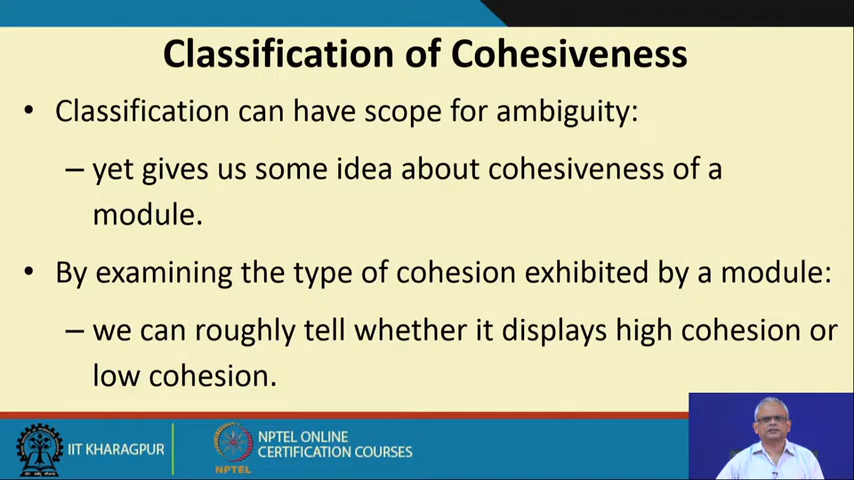 Classification of Cohesiveness
• Classification can have scope for ambiguity:
– yet gives us some idea about cohesiveness of a
module.
• By examining the type of cohesion exhibited by a module:
– we can roughly tell whether it displays high cohesion or
low cohesion.
IIT KHARAGPUR
NPTEL
NPTEL ONLINE
CERTIFICATION COURSES